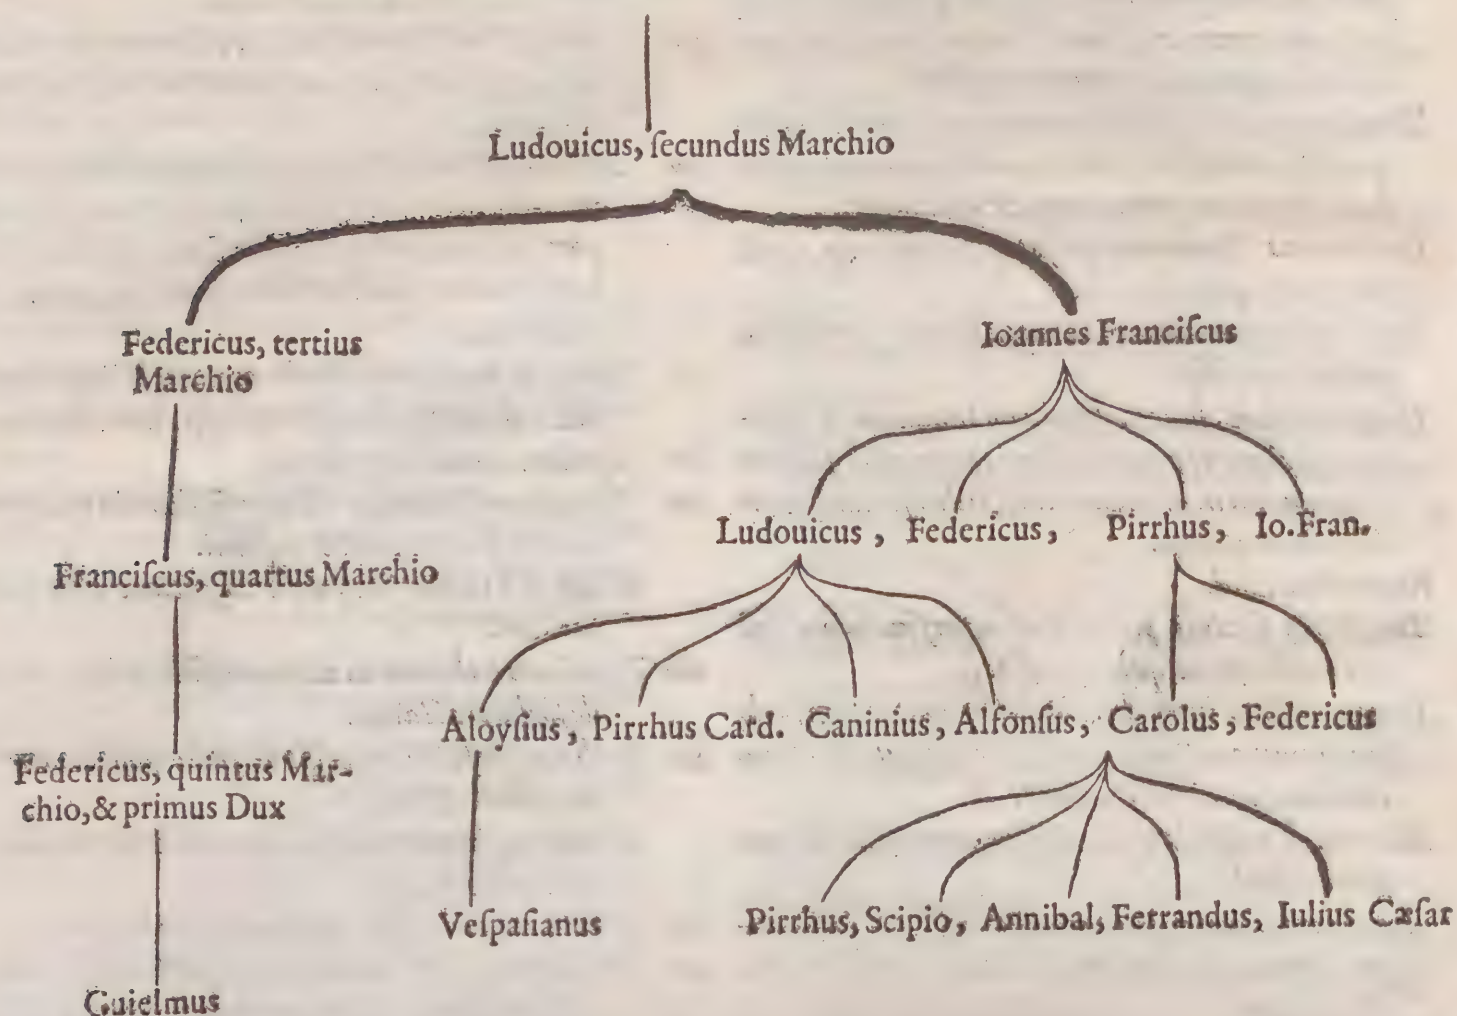 Ludouicus, ſecundus Marchio
Federicus, tertius
Marchio
Ioannes Franciſcus
Ludouicus, Federicus, Pirrhus, Io.Fran.
Franciſcus, quartus Marchio
Aloyſius, Pirrhus Card. Caninius, Alfonſus, Carolus, Federicus
Federicus, quintus Mar-
chio, & primus Dux
Veſpaſianus
Pirrhus, Scipio, Annibal, Ferrandus, Iulius Cæſar
Guielmus